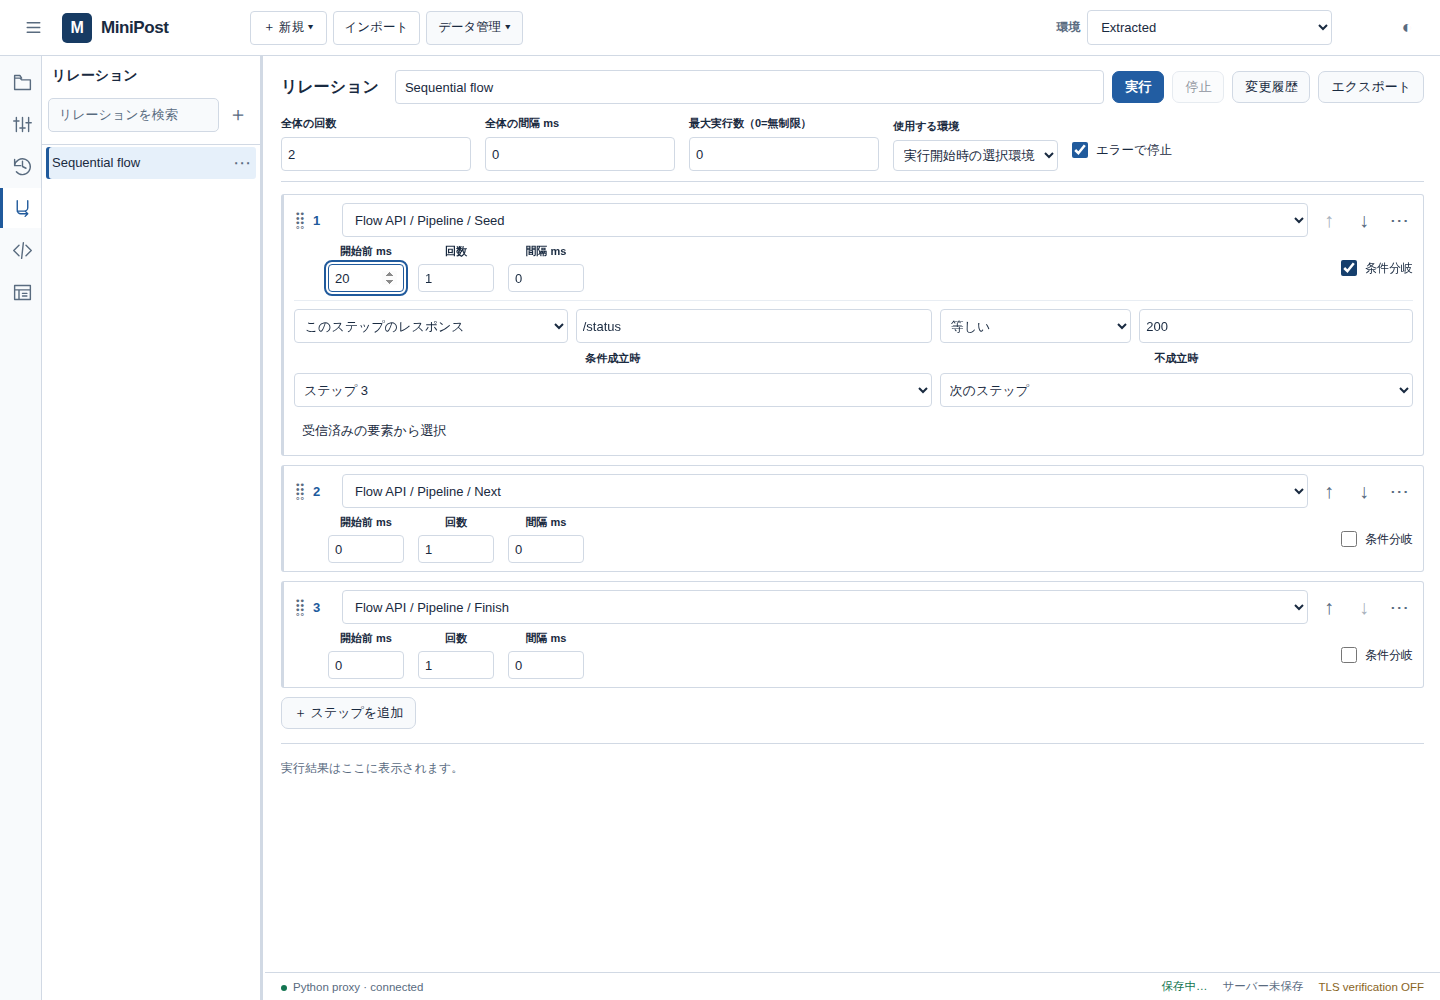 M MiniPost ＋ 新規 ▾ インポート データ管理 ▾ 環境 Extracted
リレーション
リレーションを検索 ＋
Sequential flow ···
リレーション Sequential flow 実行 停止 変更履歴 エクスポート
全体の回数 全体の間隔 ms 最大実行数（0=無制限） 使用する環境
2 0 0 実行開始時の選択環境 エラーで停止
1 Flow API / Pipeline / Seed ↑ ↓ ···
開始前 ms 回数 間隔 ms
20 1 0 条件分岐
このステップのレスポンス /status 等しい 200
条件成立時 不成立時
ステップ 3 次のステップ
受信済みの要素から選択
2 Flow API / Pipeline / Next ↑ ↓ ···
開始前 ms 回数 間隔 ms
0 1 0 条件分岐
3 Flow API / Pipeline / Finish ↑ ↓ ···
開始前 ms 回数 間隔 ms
0 1 0 条件分岐
＋ ステップを追加
実行結果はここに表示されます。
Python proxy · connected 保存中… サーバー未保存 TLS verification OFF